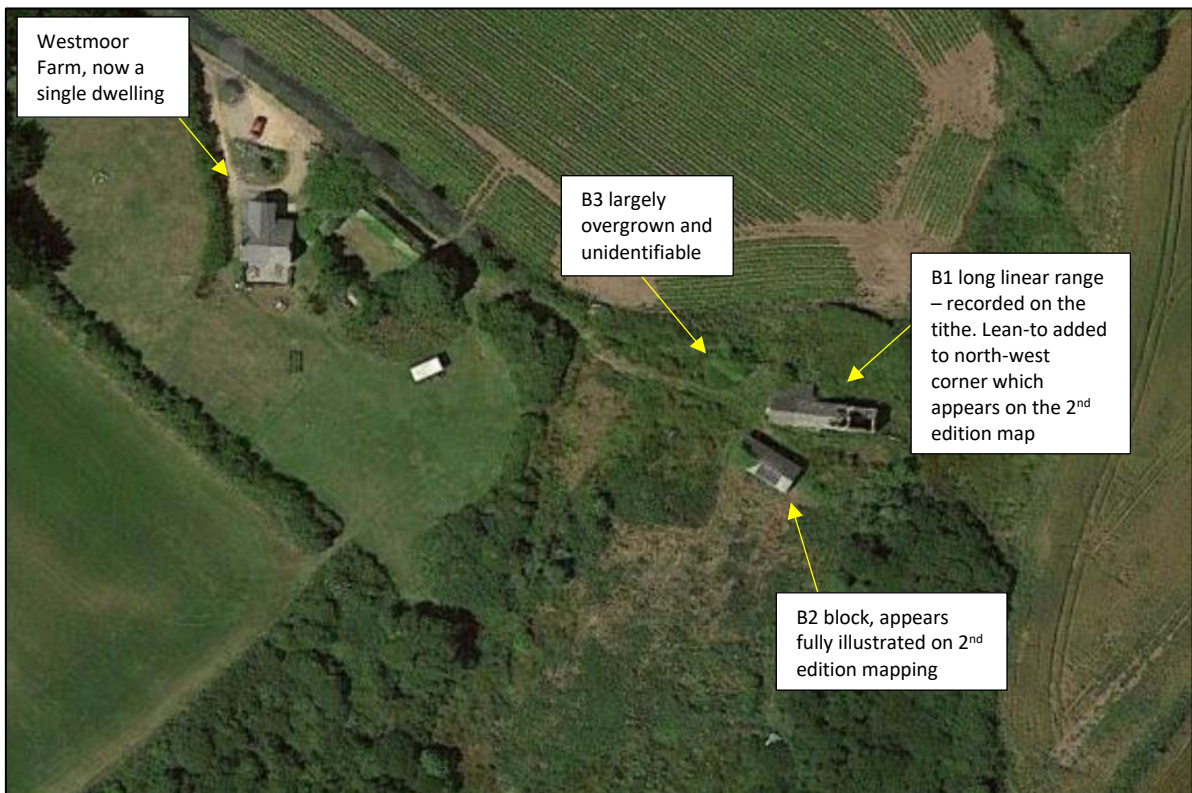 Westmoor
Farm, now a
single dwelling
B3 largely
overgrown and
unidentifiable
B1 long linear range
– recorded on the
tithe. Lean-to added
to north-west
corner which
appears on the 2nd
edition map
B2 block, appears
fully illustrated on 2nd
edition mapping